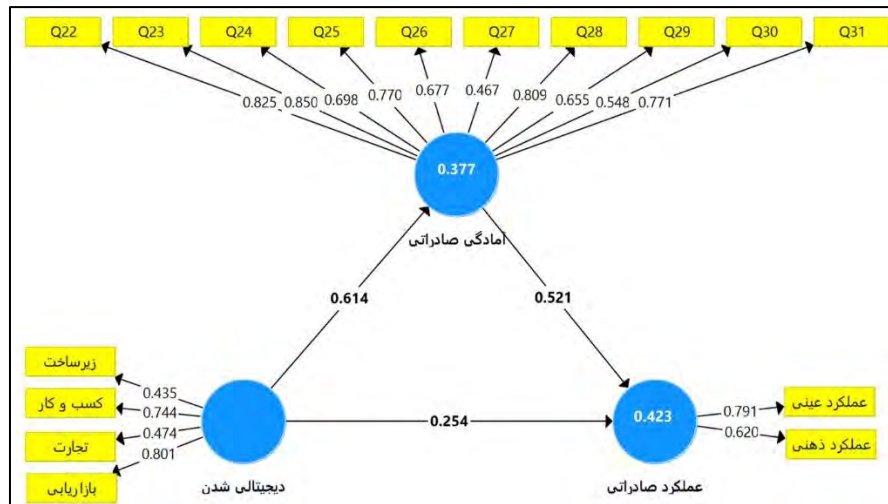 Q22 Q23 Q24 Q25 Q26 Q27 Q28 Q29 Q30 Q31
0.825 0.850 0.698 0.770 0.677 0.467 0.809 0.655 0.548 0.771
0.377
آمادگی صادراتی
0.614 0.521
زیرساخت
کسب و کار
تجارت
بازاریابی
0.435
0.744
0.474
0.801
دیجیتالی شدن
0.254
0.423
عملکرد صادراتی
0.791
0.620
عملکرد عینی
عملکرد ذهنی